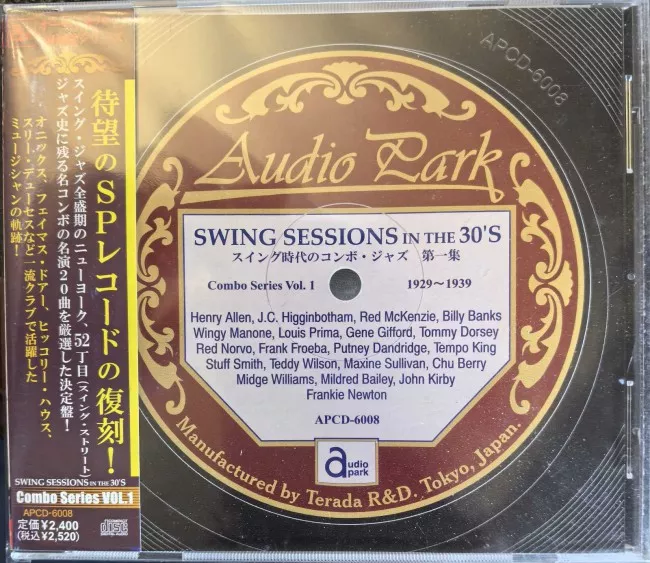 待望のSPレコードの復刻！
スイング・ジャズ全盛期のニューヨーク、52丁目(スイング・ストリート)
ジャズ史に残る名コンボの名演20曲を厳選した決定盤！
オニックス、フェイマス・ドアー、ヒッコリー・ハウス、
スリー・デューセスなど一流クラブで活躍した
ミュージシャンの軌跡！
SWING SESSIONS IN THE 30'S
Combo Series VOL.1
APCD-6008
定価¥2,400
(税込¥2,520)
COMPACT disc DIGITAL AUDIO
APCD-6008
Audio Park
SWING SESSIONS IN THE 30'S
スイング時代のコンボ・ジャズ 第一集
Combo Series Vol. 1 1929〜1939
Henry Allen, J.C. Higginbotham, Red McKenzie, Billy Banks
Wingy Manone, Louis Prima, Gene Gifford, Tommy Dorsey
Red Norvo, Frank Froeba, Putney Dandridge, Tempo King
Stuff Smith, Teddy Wilson, Maxine Sullivan, Chu Berry
Midge Williams, Mildred Bailey, John Kirby
Frankie Newton
APCD-6008
audio
park
Manufactured by Terada R&D. Tokyo, Japan.